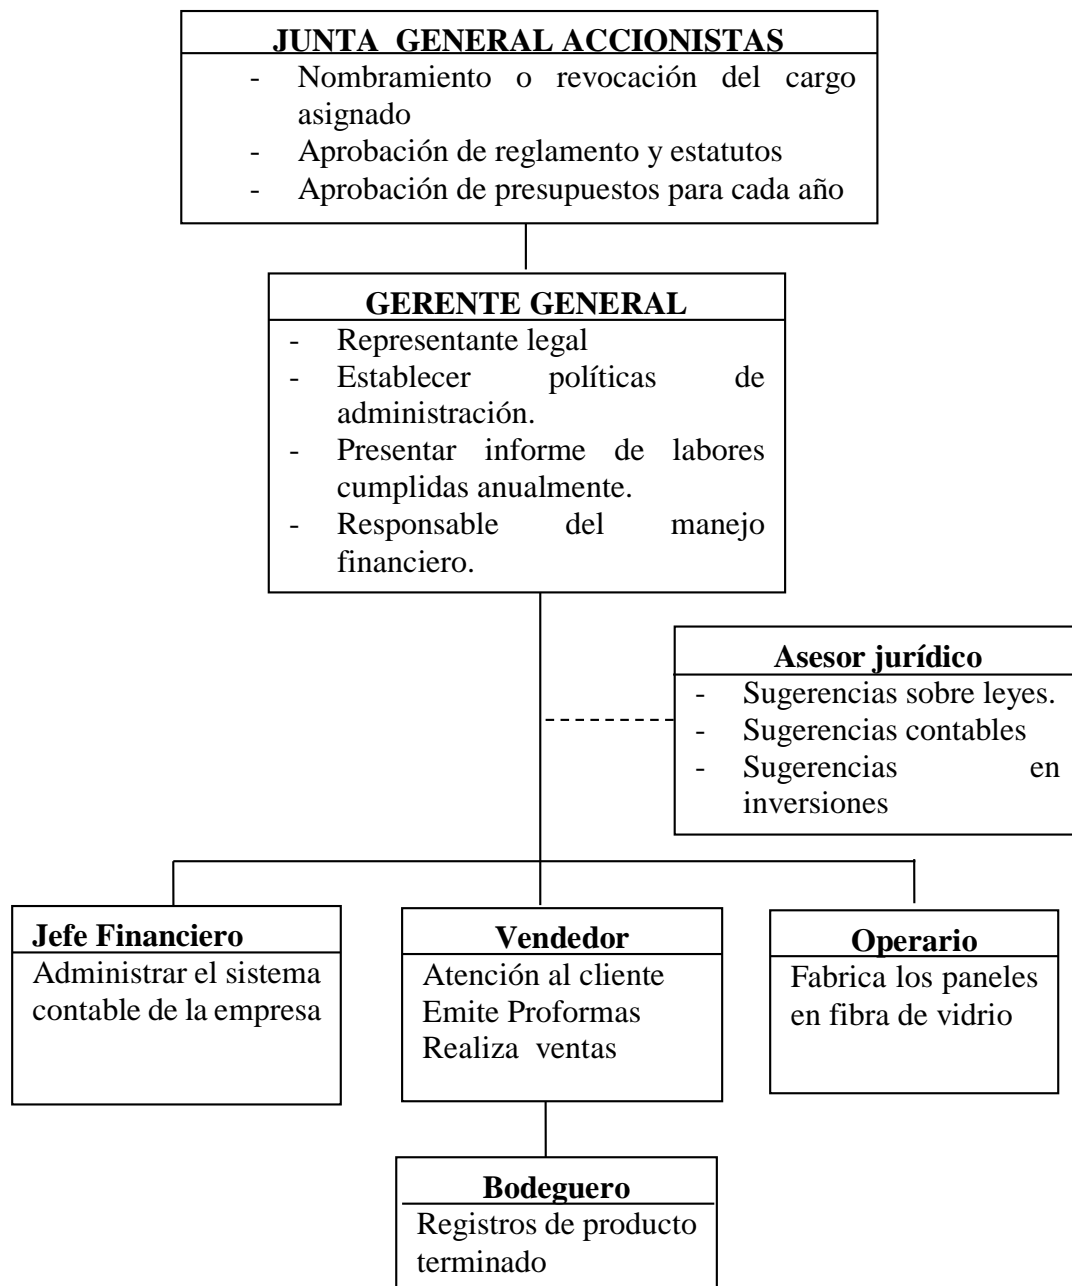 JUNTA GENERAL ACCIONISTAS
- Nombramiento o revocación del cargo
asignado
- Aprobación de reglamento y estatutos
- Aprobación de presupuestos para cada año
GERENTE GENERAL
- Representante legal
- Establecer políticas de
administración.
- Presentar informe de labores
cumplidas anualmente.
- Responsable del manejo
financiero.
Asesor jurídico
- Sugerencias sobre leyes.
- Sugerencias contables
- Sugerencias en
inversiones
Jefe Financiero
Administrar el sistema
contable de la empresa
Vendedor
Atención al cliente
Emite Proformas
Realiza ventas
Operario
Fabrica los paneles
en fibra de vidrio
Bodeguero
Registros de producto
terminado